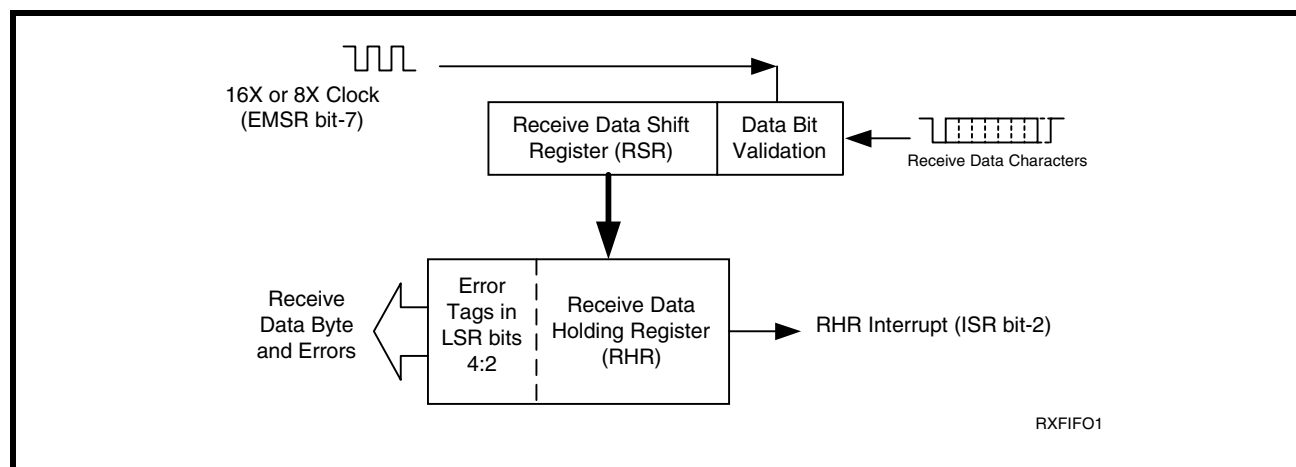 16X or 8X Clock
(EMSR bit-7)
Receive Data Shift
Register (RSR)
Data Bit
Validation
Receive Data Characters
Receive
Data Byte
and Errors
Error
Tags in
LSR bits
4:2
Receive Data
Holding Register
(RHR)
RHR Interrupt (ISR bit-2)
RXFIFO1